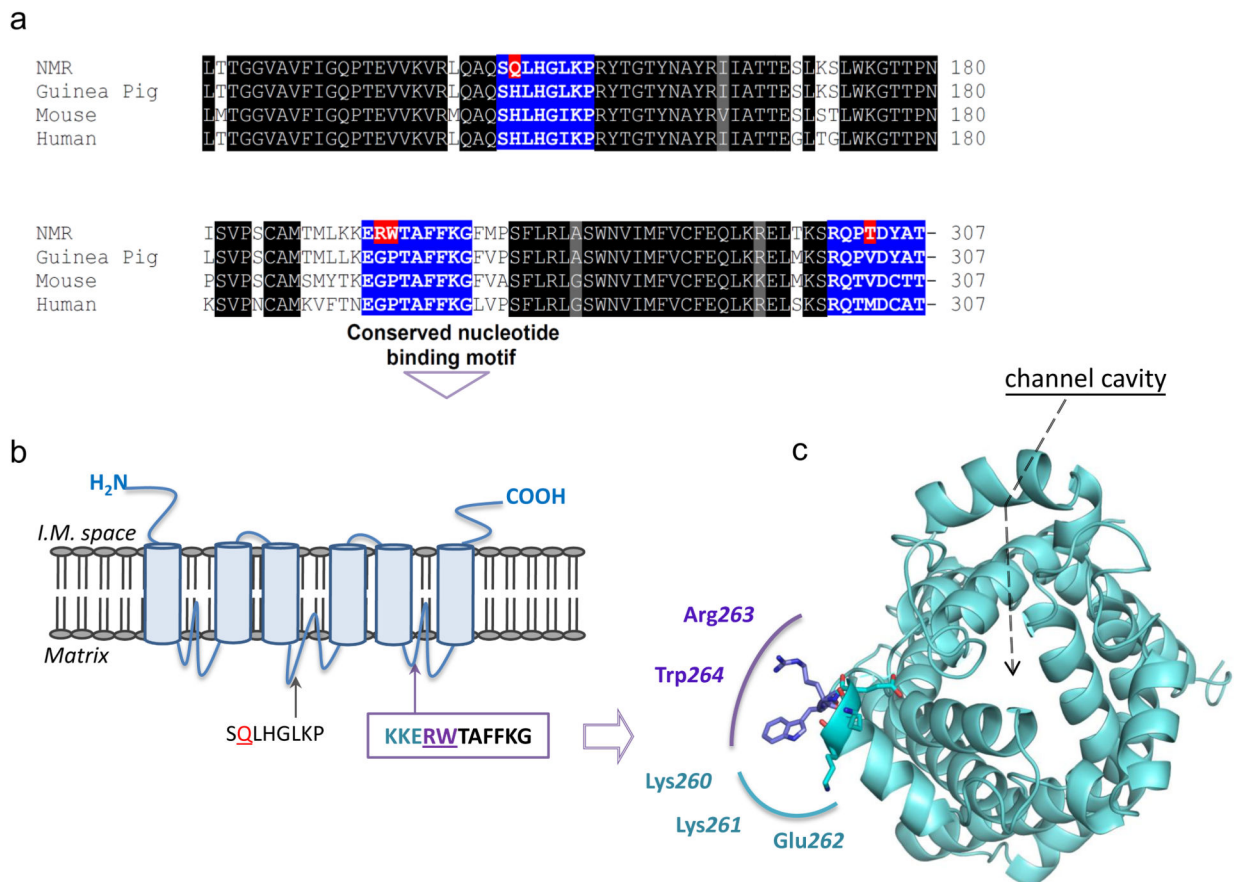 a
NMR LTTGGVAVFIGQPTEVVKVRLQAQSQLHGLKPRYTGTYNAYRIIATTESLKSLWKGTTPN 180
Guinea Pig LTTGGVAVFIGQPTEVVKVRLQAQSHLHGLKPRYTGTYNAYRIIATTESLKSLWKGTTPN 180
Mouse LMTGGVAVFIGQPTEVVKVRMQAQSHLHGIKPRYTGTYNAYRVIATTESLSTLWKGTTPN 180
Human LTTGGVAVFIGQPTEVVKVRLQAQSHLHGIKPRYTGTYNAYRIIATTEGLTGLWKGTTPN 180
NMR ISVPSCAMTMLKKERWTAFFKGFMPSFLRLASWNVIMFVCFEQLKRELTKSRQPTDYAT- 307
Guinea Pig LSVPSCAMTMLLKEGPTAFFKGFVPSFLRLASWNVIMFVCFEQLKKELMKSRQPVDYAT- 307
Mouse PSVPSCAMSMYTKEGPTAFFKGFVASFLRLGSWNVIMFVCFEQLKKELMKSRQTVDCTT- 307
Human KSVPNCAMKVFTNEGPTAFFKGLVPSFLRLGSWNVIMFVCFEQLKRELSKSRQTMDCAT- 307
Conserved nucleotide
binding motif
channel cavity
b
c
H2N
COOH
I.M. space
Matrix
SQLHGLKP
KKERWTAFFKG
Arg263
Trp264
Lys260
Lys261
Glu262